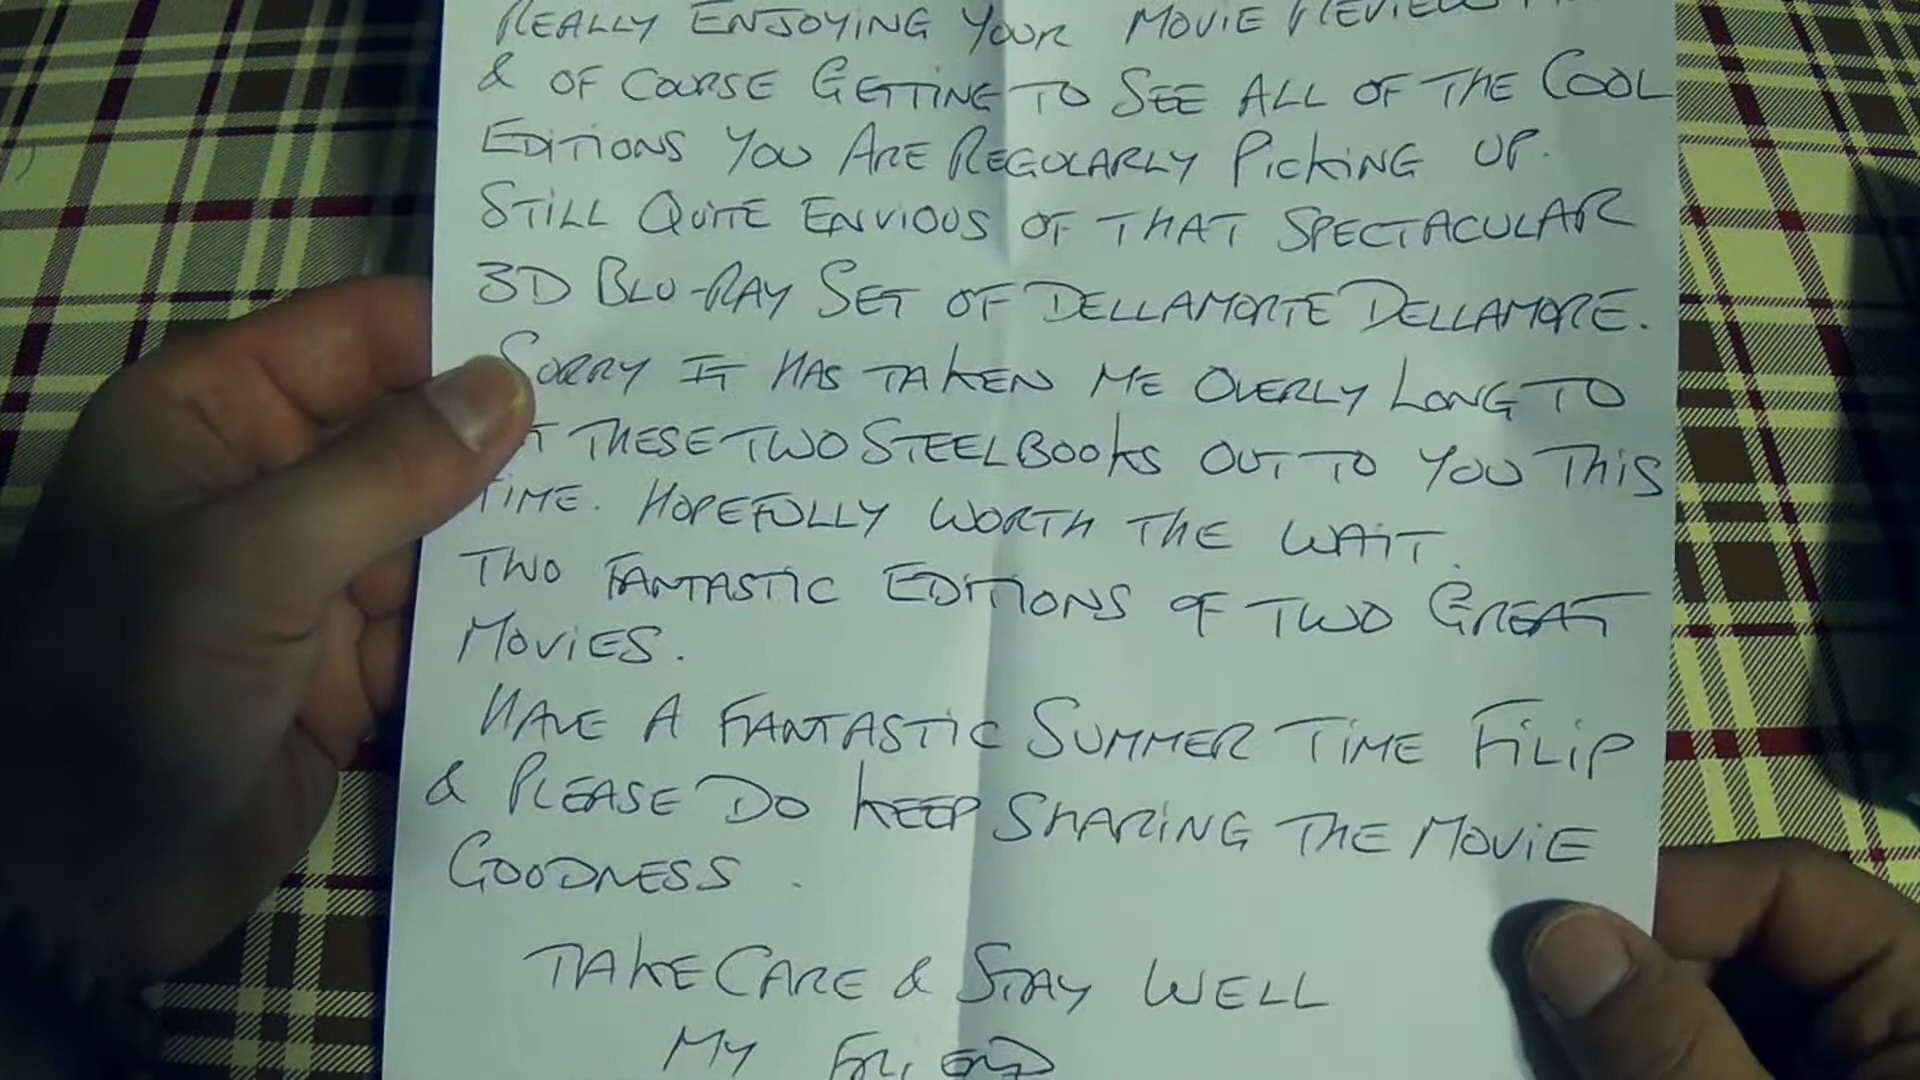 REALLY ENJOYING YOUR MOVIE REVIEWS
& OF COURSE GETTING TO SEE ALL OF THE COOL
EDITIONS YOU ARE REGULARLY PICKING UP.
STILL QUITE ENVIOUS OF THAT SPECTACULAR
3D BLU-RAY SET OF DELLAMORTE DELLAMORE.
SORRY IT HAS TAKEN ME OVERLY LONG TO
THESE TWO STEELBOOKS OUT TO YOU THIS
TIME. HOPEFULLY WORTH THE WAIT.
TWO FANTASTIC EDITIONS OF TWO GREAT
MOVIES.
HAVE A FANTASTIC SUMMER TIME FILIP
& PLEASE DO KEEP SHARING THE MOVIE
GOODNESS.
TAKE CARE & STAY WELL
MY FRIEND